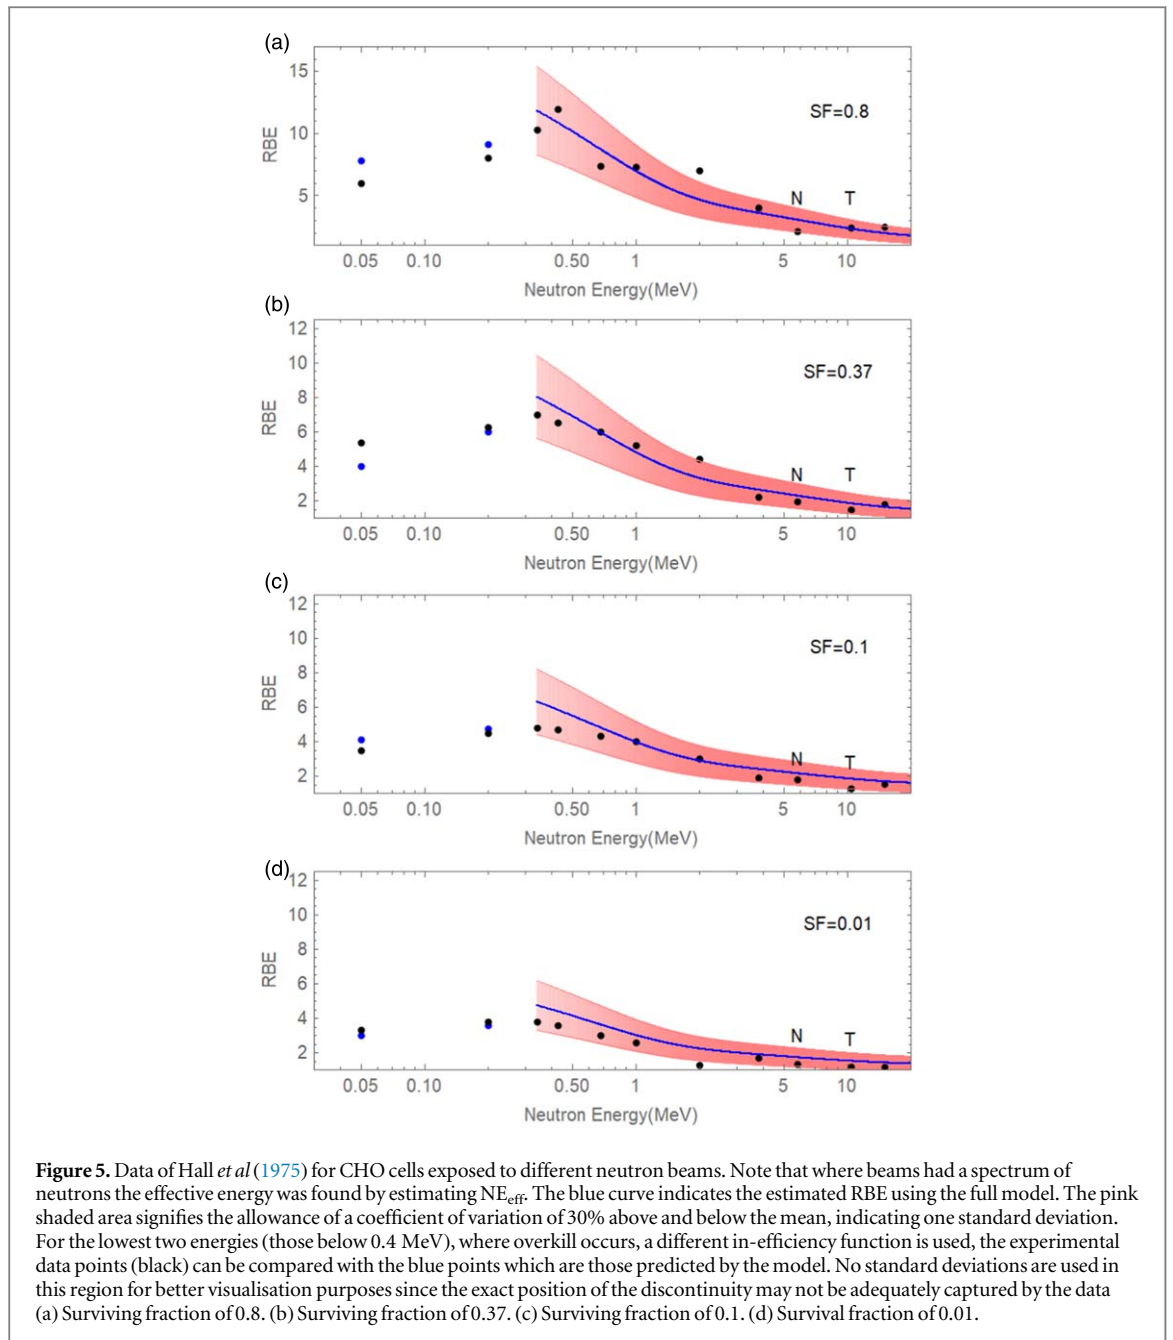 (a)
15
10
5
RBE
SF=0.8
N T
0.05 0.10 0.50 1 5 10
Neutron Energy(MeV)
(b)
12
10
8
6
4
2
RBE
SF=0.37
N T
0.05 0.10 0.50 1 5 10
Neutron Energy(MeV)
(c)
12
10
8
6
4
2
RBE
SF=0.1
N T
0.05 0.10 0.50 1 5 10
Neutron Energy(MeV)
(d)
12
10
8
6
4
2
RBE
SF=0.01
N T
0.05 0.10 0.50 1 5 10
Neutron Energy(MeV)
Figure 5. Data of Hall et al (1975) for CHO cells exposed to different neutron beams. Note that where beams had a spectrum of
neutrons the effective energy was found by estimating NEeff. The blue curve indicates the estimated RBE using the full model. The pink
shaded area signifies the allowance of a coefficient of variation of 30% above and below the mean, indicating one standard deviation.
For the lowest two energies (those below 0.4 MeV), where overkill occurs, a different in-efficiency function is used, the experimental
data points (black) can be compared with the blue points which are those predicted by the model. No standard deviations are used in
this region for better visualisation purposes since the exact position of the discontinuity may not be adequately captured by the data
(a) Surviving fraction of 0.8. (b) Surviving fraction of 0.37. (c) Surviving fraction of 0.1. (d) Survival fraction of 0.01.